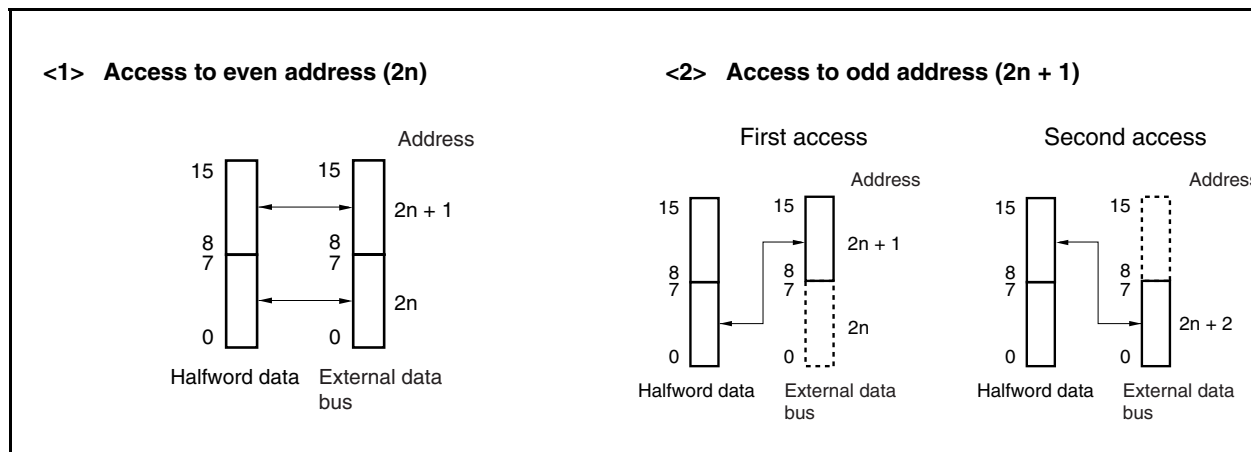 <1> Access to even address (2n)
Address
15
15
2n + 1
8
8
7
7
2n
0
0
Halfword data
External data
bus
<2> Access to odd address (2n + 1)
First access
Address
15
15
2n + 1
8
8
7
7
2n
0
0
Halfword data
External data
bus
Second access
Address
15
15
8
8
7
7
2n + 2
0
0
Halfword data
External data
bus